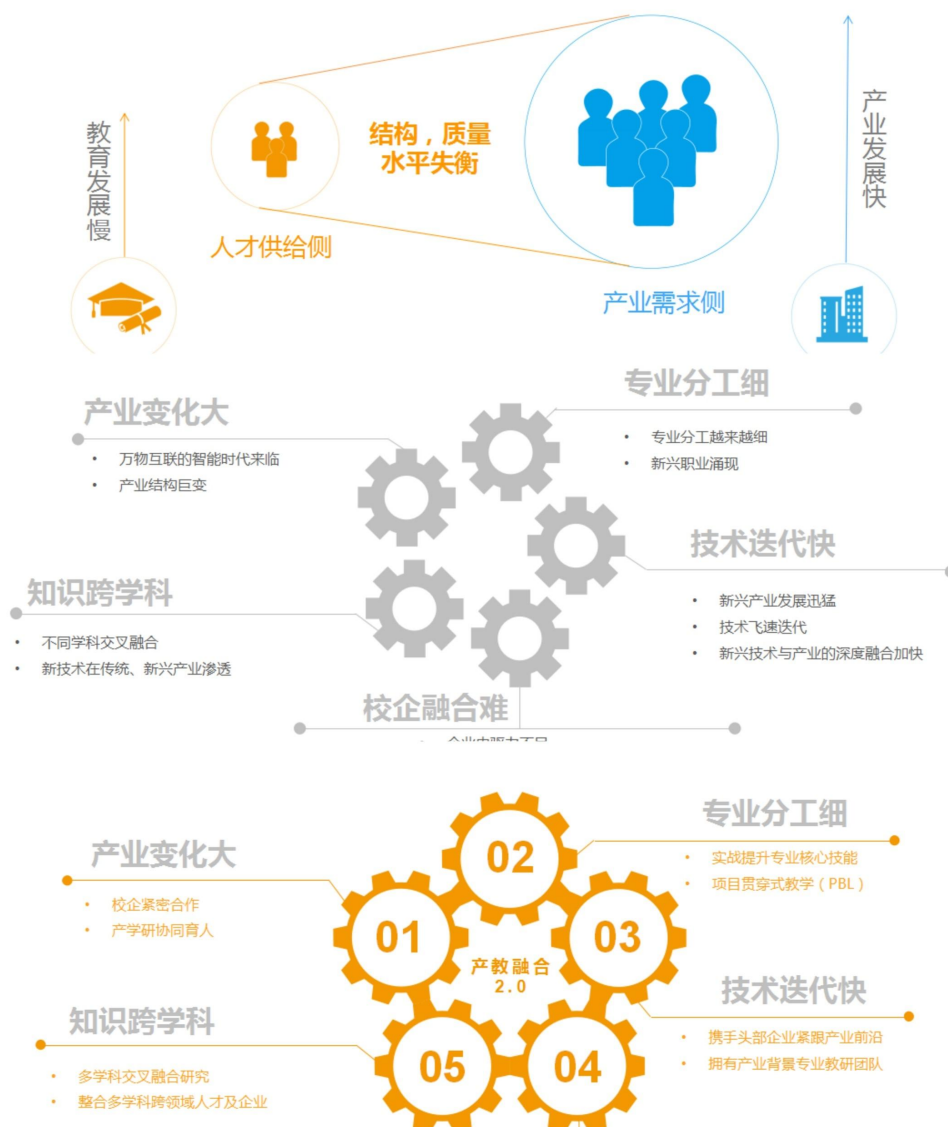 教育发展慢
结构，质量
水平失衡
人才供给侧
产业需求侧
产业发展快
产业变化大
• 万物互联的智能时代来临
• 产业结构巨变
专业分工细
• 专业分工越来越细
• 新兴职业涌现
技术迭代快
• 新兴产业发展迅猛
• 技术飞速迭代
• 新兴技术与产业的深度融合加快
知识跨学科
• 不同学科交叉融合
• 新技术在传统、新兴产业渗透
校企融合难
产业变化大
• 校企紧密合作
• 产学研协同育人
专业分工细
• 实战提升专业核心技能
• 项目贯穿式教学（PBL）
02
01
03
产教融合
2.0
技术迭代快
• 携手头部企业紧跟产业前沿
• 拥有产业背景专业教研团队
知识跨学科
• 多学科交叉融合研究
• 整合多学科跨领域人才及企业
05
04